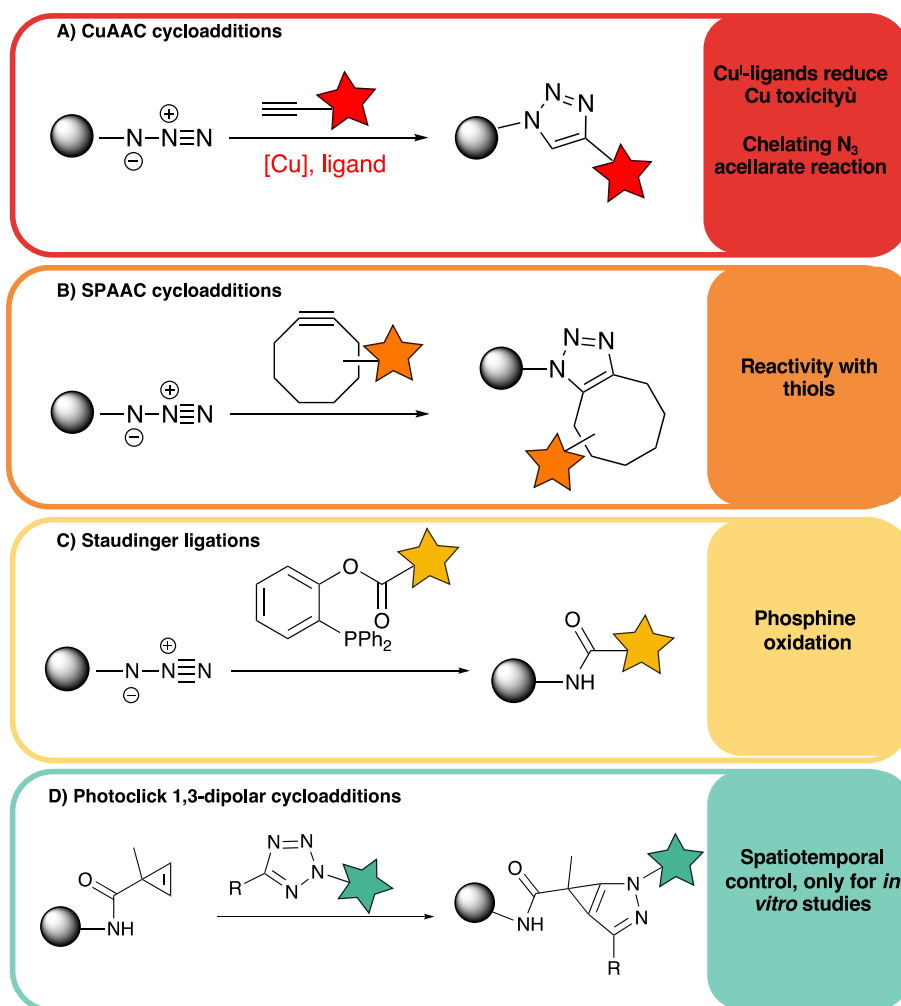 A) CuAAC cycloadditions
N
N
N
+
−
[Cu], ligand
N
N
N
Cuᴵ-ligands reduce
Cu toxicityù
Chelating N₃
acellarate reaction
B) SPAAC cycloadditions
N
N
N
+
−
N
N
N
Reactivity with
thiols
C) Staudinger ligations
N
N
N
+
−
O
O
PPh₂
O
NH
Phosphine
oxidation
D) Photoclick 1,3-dipolar cycloadditions
O
NH
N
N
N
N
R
O
NH
N
N
R
Spatiotemporal
control, only for in
vitro studies